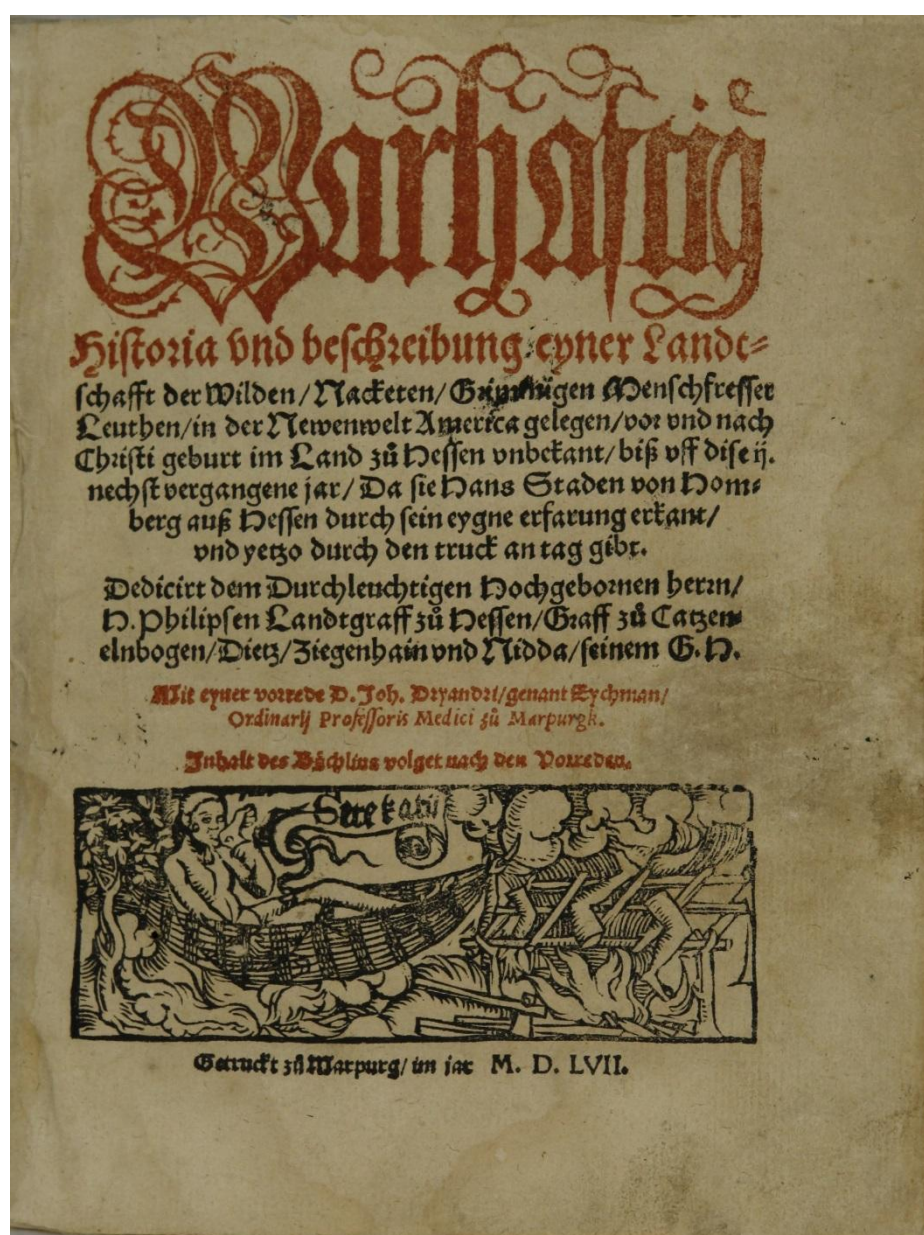 Warhaftig
Historia vnd beschreibung eyner Landt-
schafft der Wilden/Nacketen/Grimmigen Menschfresser
Leuthen/in der Newenwelt America gelegen/vor vnd nach
Christi geburt im Land zů Hessen vnbekant/biß vff dise ij.
nechst vergangene jar/Da sie Hans Staden von Hom-
berg auß Hessen durch sein eygne erfarung erkant/
vnd yetzo durch den truck an tag gibt.
Dedicirt dem Durchleuchtigen Hochgebornen herrn/
H. Philipsen Landtgraff zů Hessen/Graff zů Catzen-
elnbogen/Dietz/Ziegenhain vnd Nidda/seinem G.H.
Mit eyner vorrede D. Joh. Dryandri/genant Eychman/
Ordinarij Professoris Medici zů Marpurgk.
Inhalt des Bůchlins volget nach den Vorreden.
Setekatü
Getruckt zů Marpurg/im jar M. D. LVII.